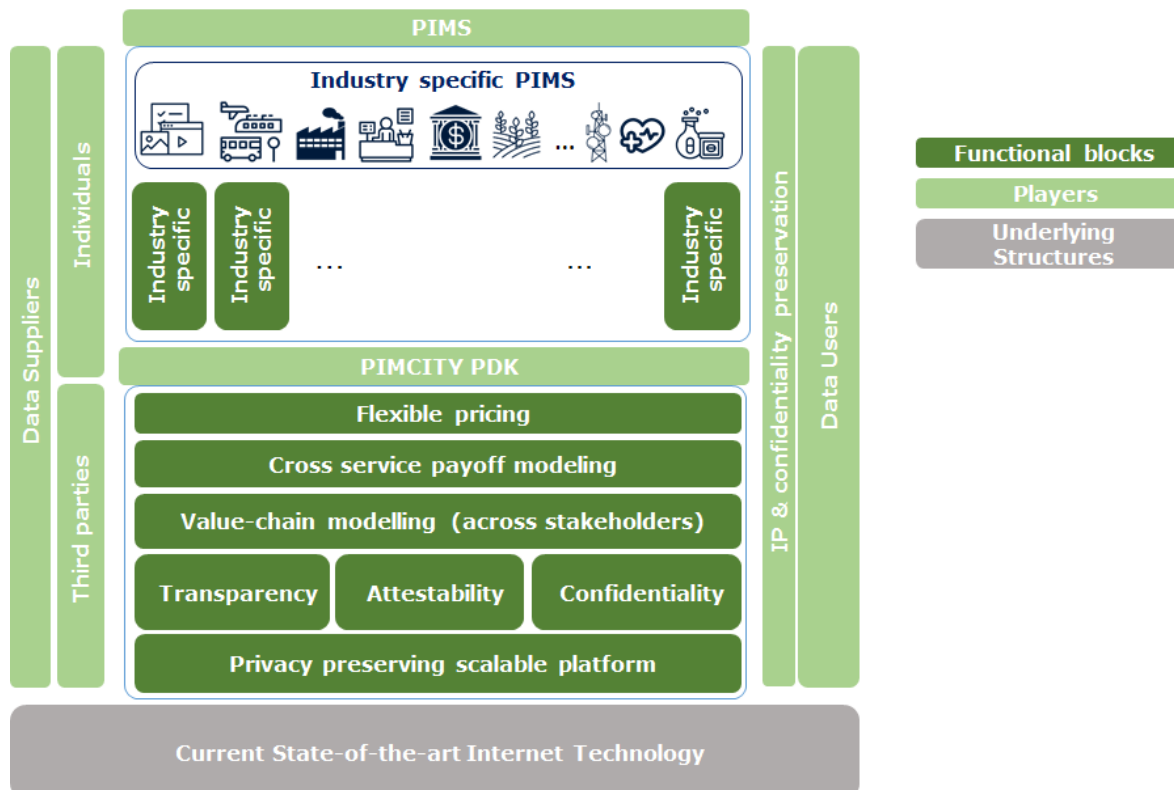 PIMS
Data Suppliers
Individuals
Third parties
Industry specific PIMS
...
Industry
specific
Industry
specific
...
...
Industry
specific
PIMCITY PDK
Flexible pricing
Cross service payoff modeling
Value-chain modelling (across stakeholders)
Transparency
Attestability
Confidentiality
Privacy preserving scalable platform
IP & confidentiality preservation
Data Users
Current State-of-the-art Internet Technology
Functional blocks
Players
Underlying
Structures